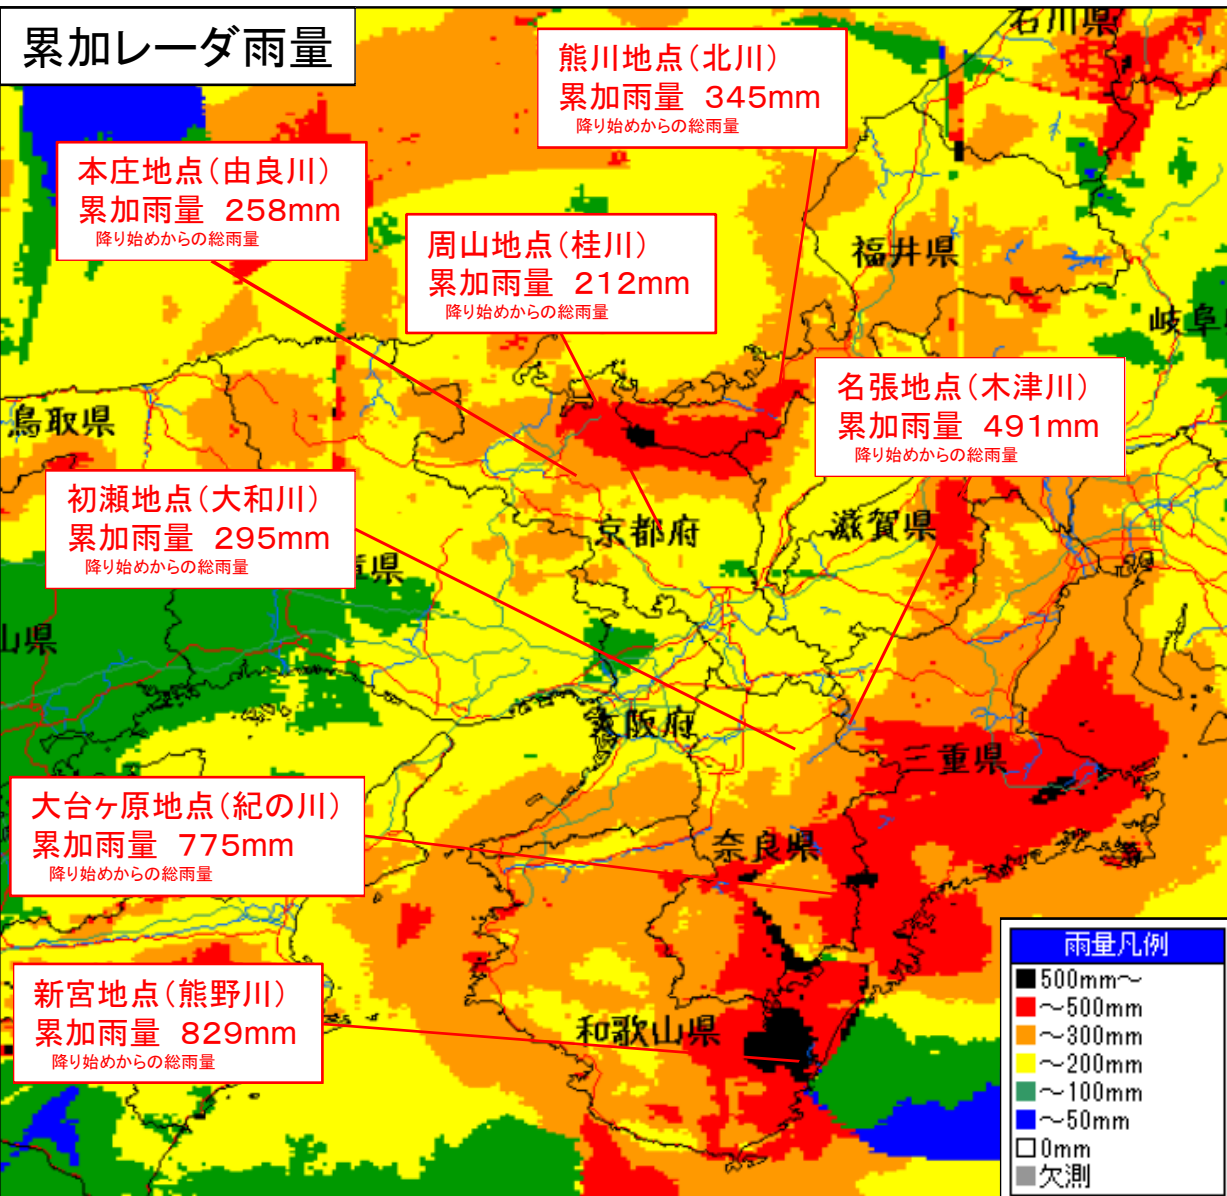 累加レーダ雨量
石川県
熊川地点(北川)
累加雨量 345mm
降り始めからの総雨量
本庄地点(由良川)
累加雨量 258mm
降り始めからの総雨量
周山地点(桂川)
累加雨量 212mm
降り始めからの総雨量
福井県
岐阜
名張地点(木津川)
累加雨量 491mm
降り始めからの総雨量
鳥取県
初瀬地点(大和川)
累加雨量 295mm
降り始めからの総雨量
京都府
滋賀県
県
山県
大阪府
三重県
大台ヶ原地点(紀の川)
累加雨量 775mm
降り始めからの総雨量
奈良県
新宮地点(熊野川)
累加雨量 829mm
降り始めからの総雨量
和歌山県
雨量凡例
500mm〜
〜500mm
〜300mm
〜200mm
〜100mm
〜50mm
0mm
欠測